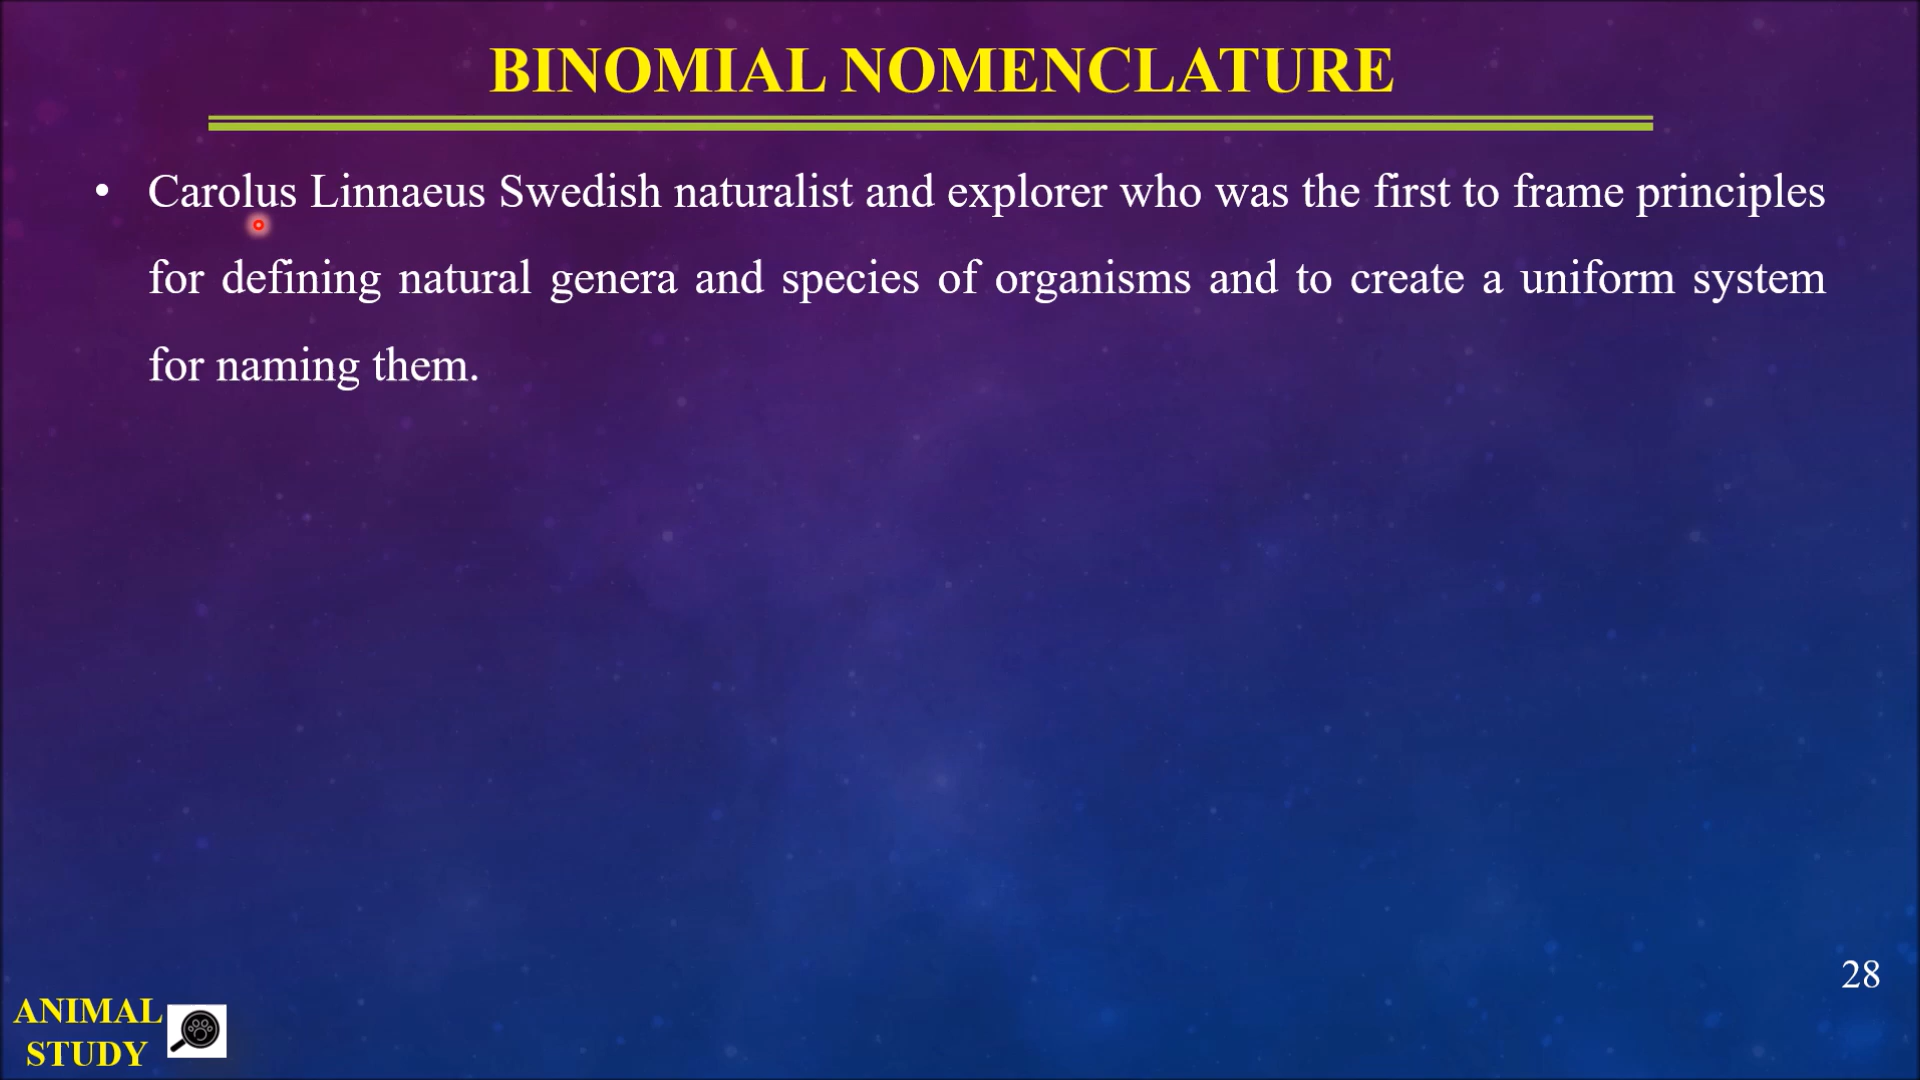 BINOMIAL NOMENCLATURE
• Carolus Linnaeus Swedish naturalist and explorer who was the first to frame principles
for defining natural genera and species of organisms and to create a uniform system
for naming them.
28
ANIMAL
STUDY